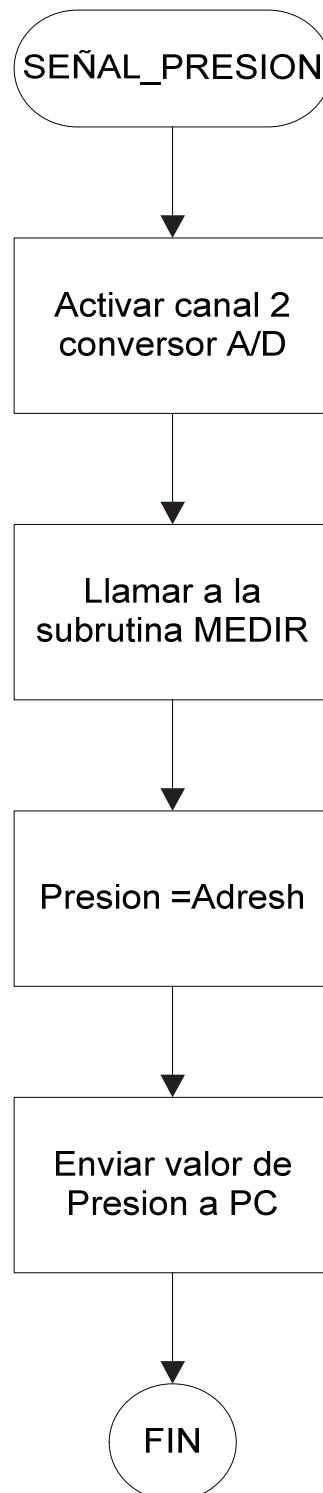 SEÑAL_PRESION
Activar canal 2
conversor A/D
Llamar a la
subrutina MEDIR
Presion =Adresh
Enviar valor de
Presion a PC
FIN